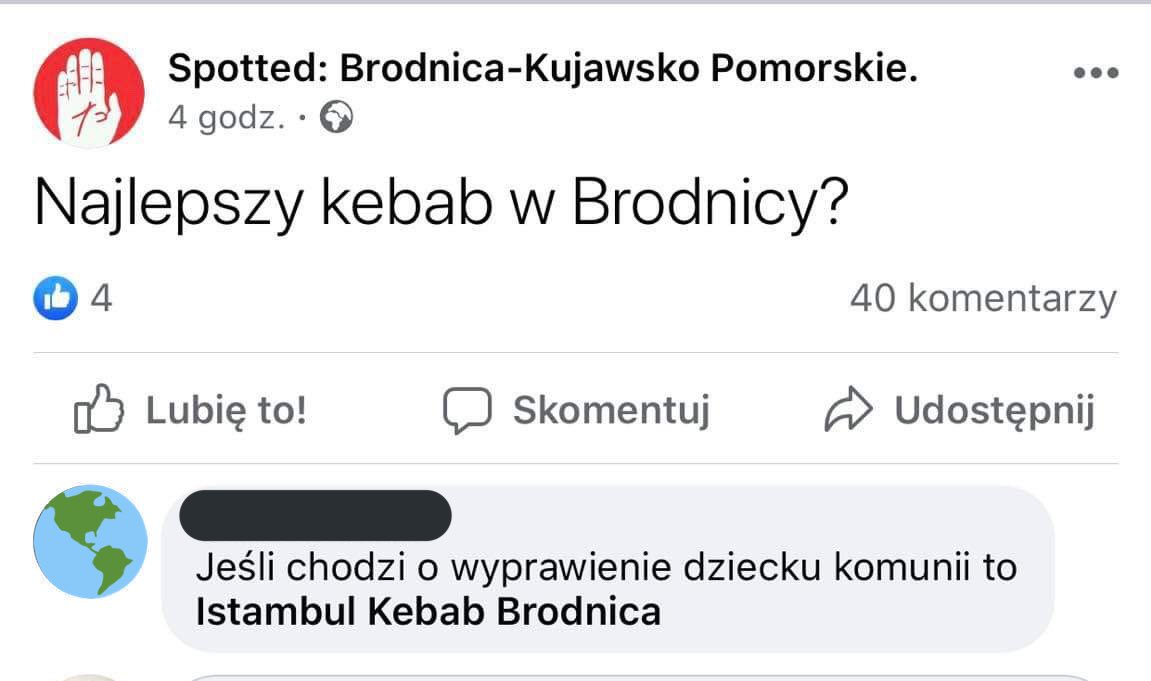 Spotted: Brodnica-Kujawsko Pomorskie.
4 godz. ·
Najlepszy kebab w Brodnicy?
4
40 komentarzy
Lubię to!
Skomentuj
Udostępnij
Jeśli chodzi o wyprawienie dziecku komunii to
Istambul Kebab Brodnica